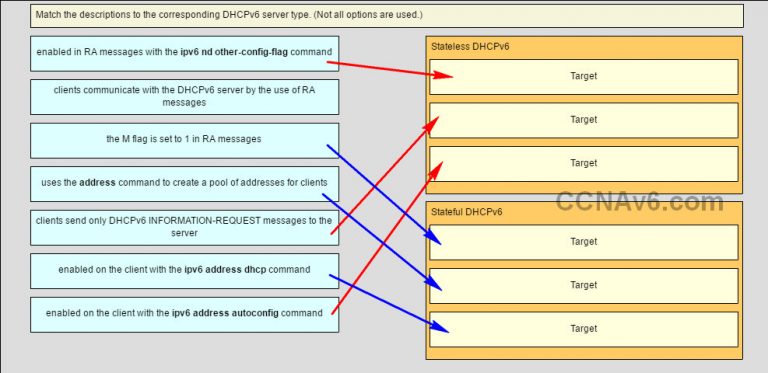 Match the descriptions to the corresponding DHCPv6 server type. (Not all options are used.)
enabled in RA messages with the ipv6 nd other-config-flag command
clients communicate with the DHCPv6 server by the use of RA
messages
the M flag is set to 1 in RA messages
uses the address command to create a pool of addresses for clients
clients send only DHCPv6 INFORMATION-REQUEST messages to the
server
enabled on the client with the ipv6 address dhcp command
enabled on the client with the ipv6 address autoconfig command
Stateless DHCPv6
Target
Target
Target
CCNAv6.com
Stateful DHCPv6
Target
Target
Target